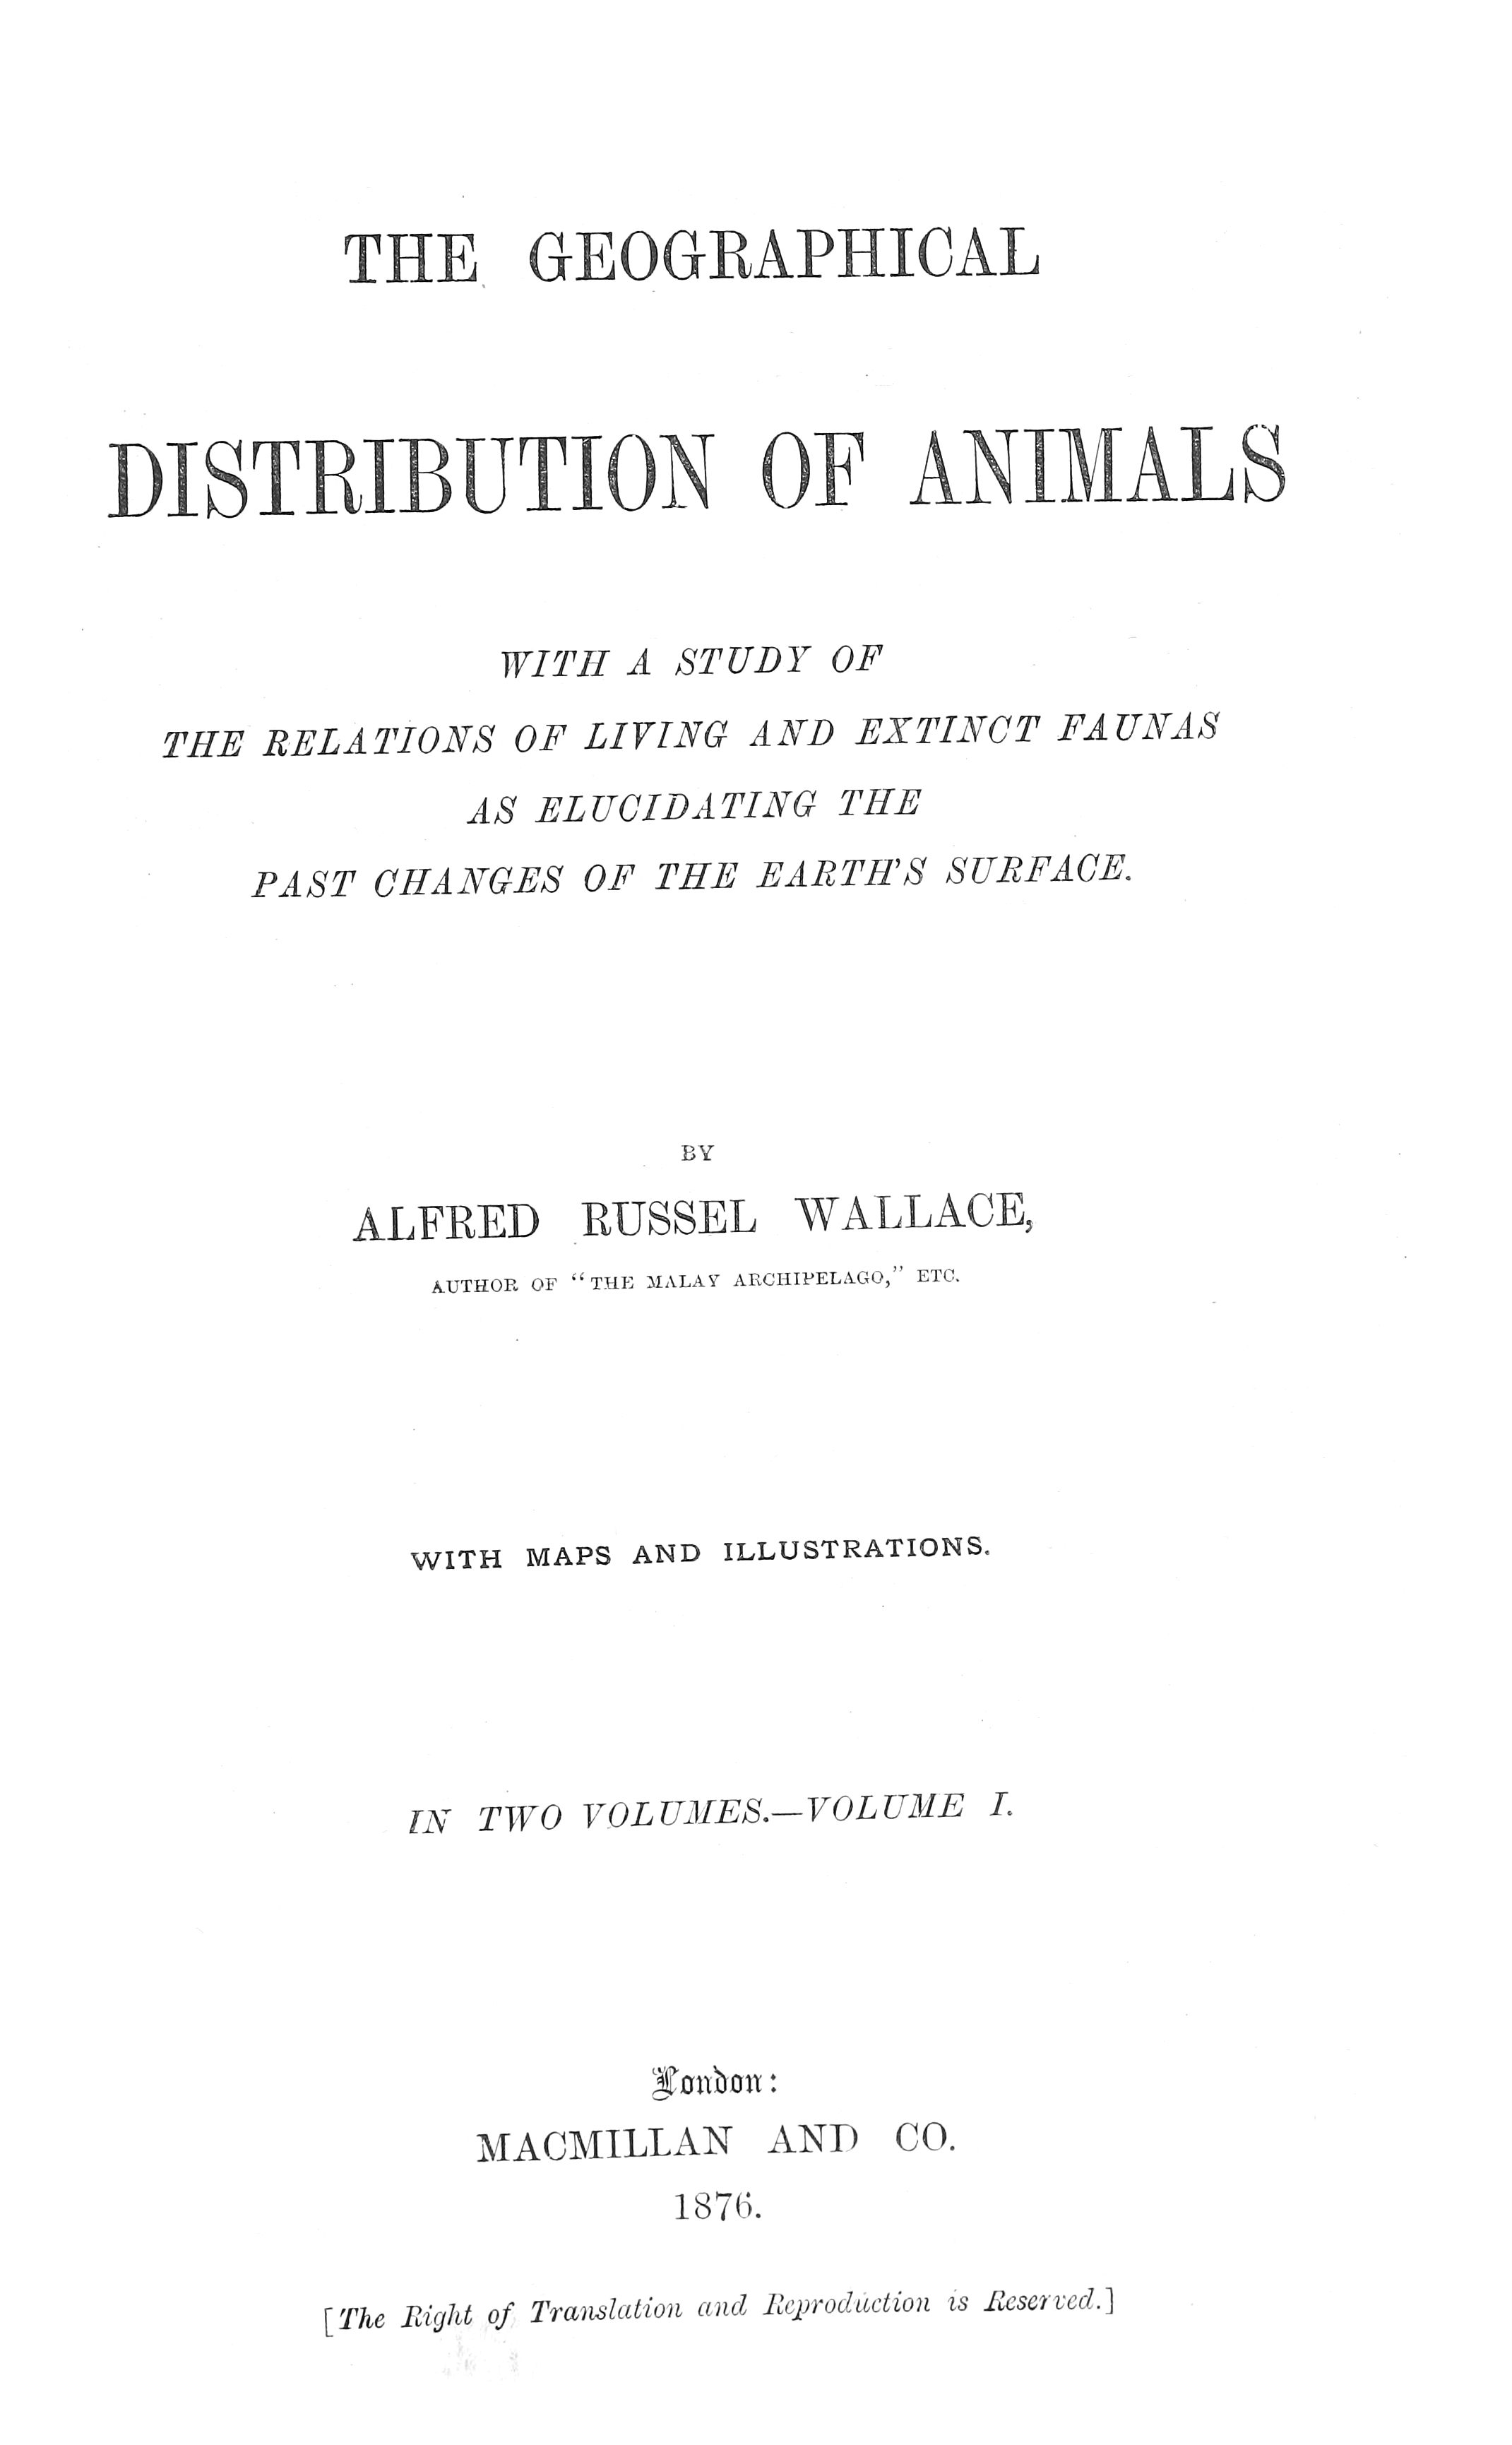 THE GEOGRAPHICAL
DISTRIBUTION OF ANIMALS
WITH A STUDY OF
THE RELATIONS OF LIVING AND EXTINCT FAUNAS
AS ELUCIDATING THE
PAST CHANGES OF THE EARTH'S SURFACE.
BY
ALFRED RUSSEL WALLACE,
AUTHOR OF "THE MALAY ARCHIPELAGO," ETC.
WITH MAPS AND ILLUSTRATIONS.
IN TWO VOLUMES.—VOLUME I.
London:
MACMILLAN AND CO.
1876.
[The Right of Translation and Reproduction is Reserved.]